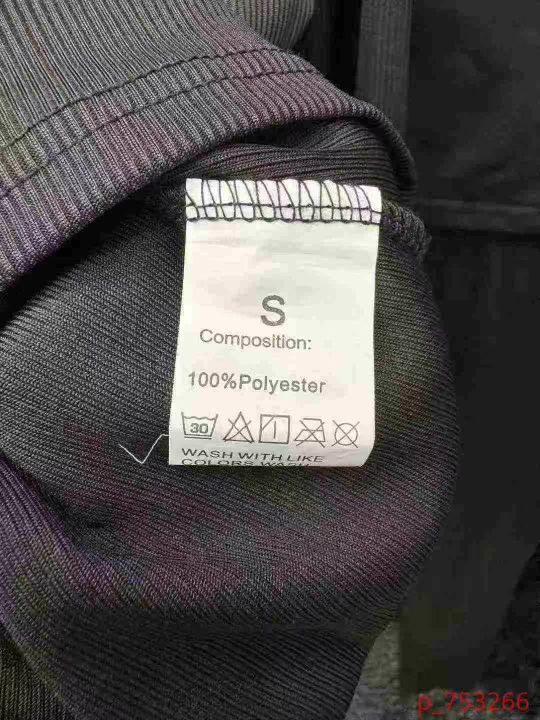 S
Composition:
100%Polyester
30
WASH WITH LIKE
COLORS WASH
p_753266